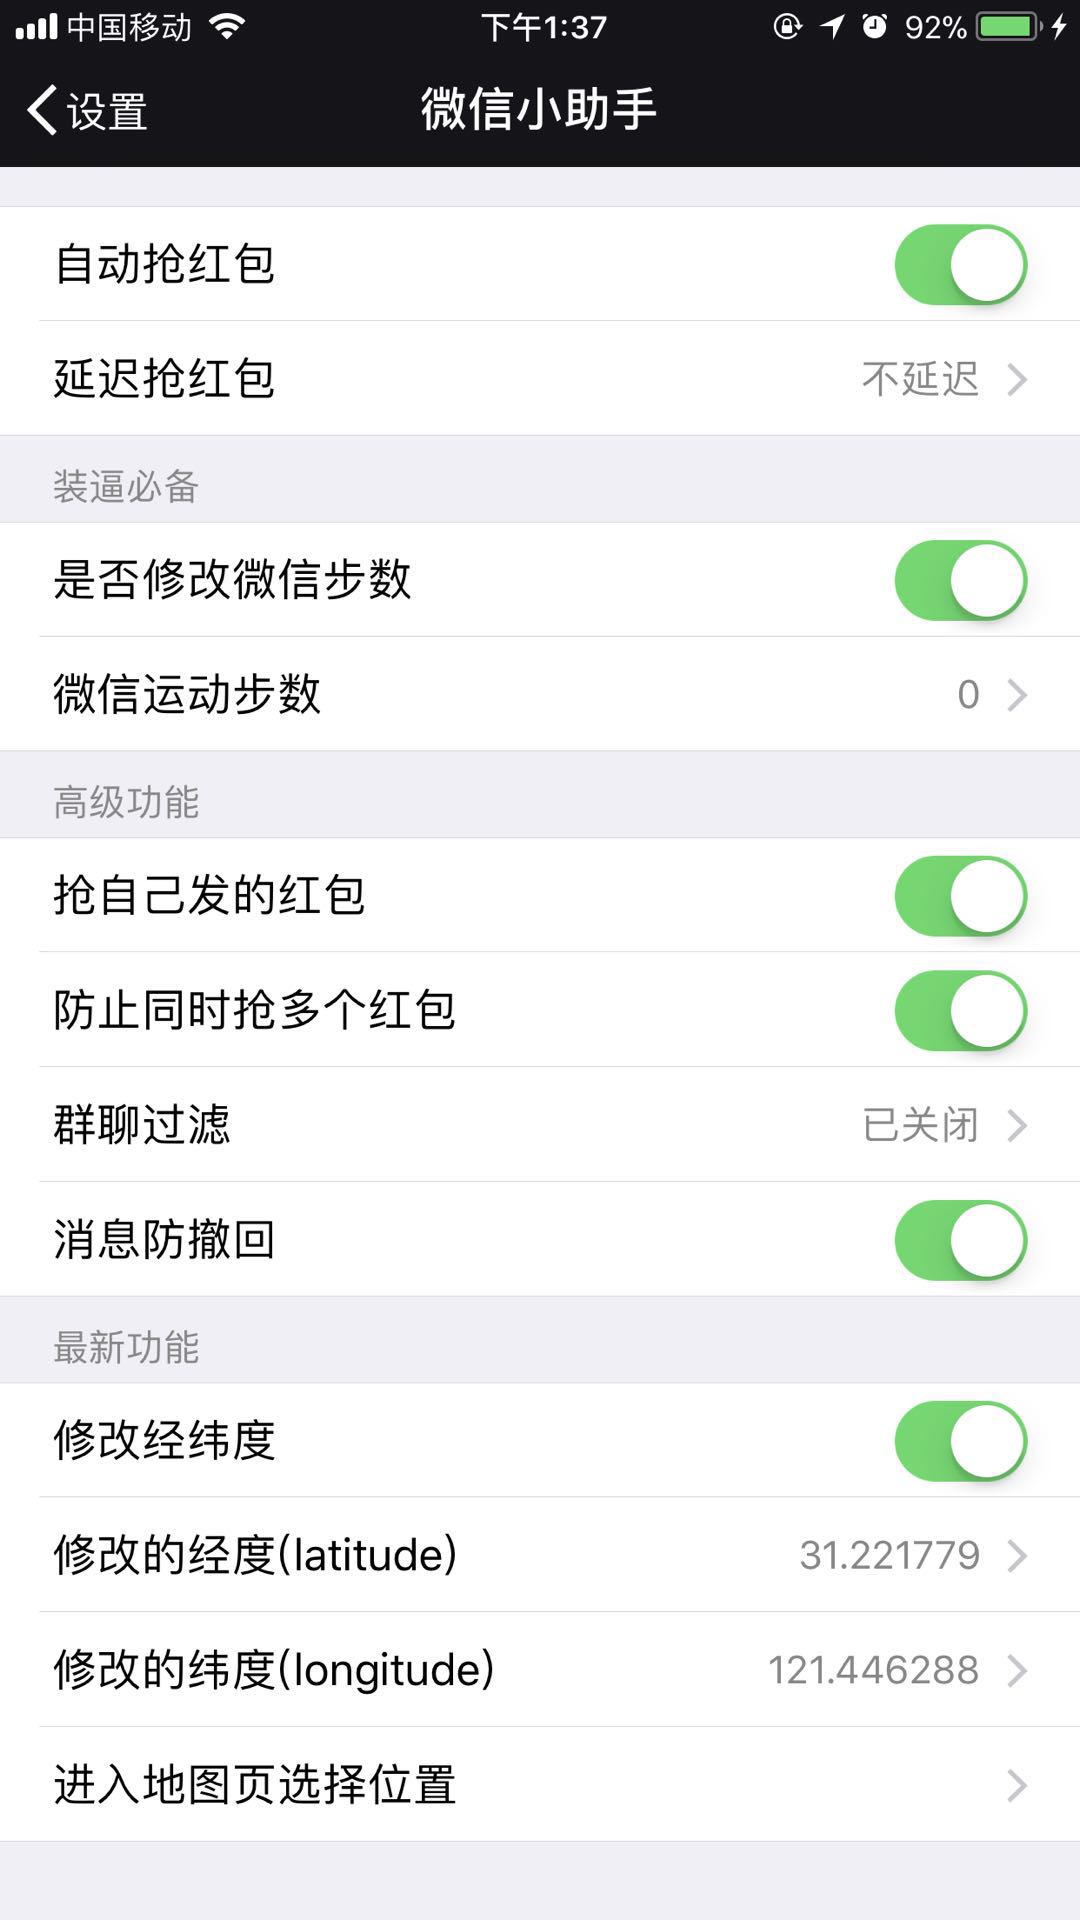 中国移动 下午1:37 92%
设置 微信小助手
自动抢红包
延迟抢红包 不延迟
装逼必备
是否修改微信步数
微信运动步数 0
高级功能
抢自己发的红包
防止同时抢多个红包
群聊过滤 已关闭
消息防撤回
最新功能
修改经纬度
修改的经度(latitude) 31.221779
修改的纬度(longitude) 121.446288
进入地图页选择位置